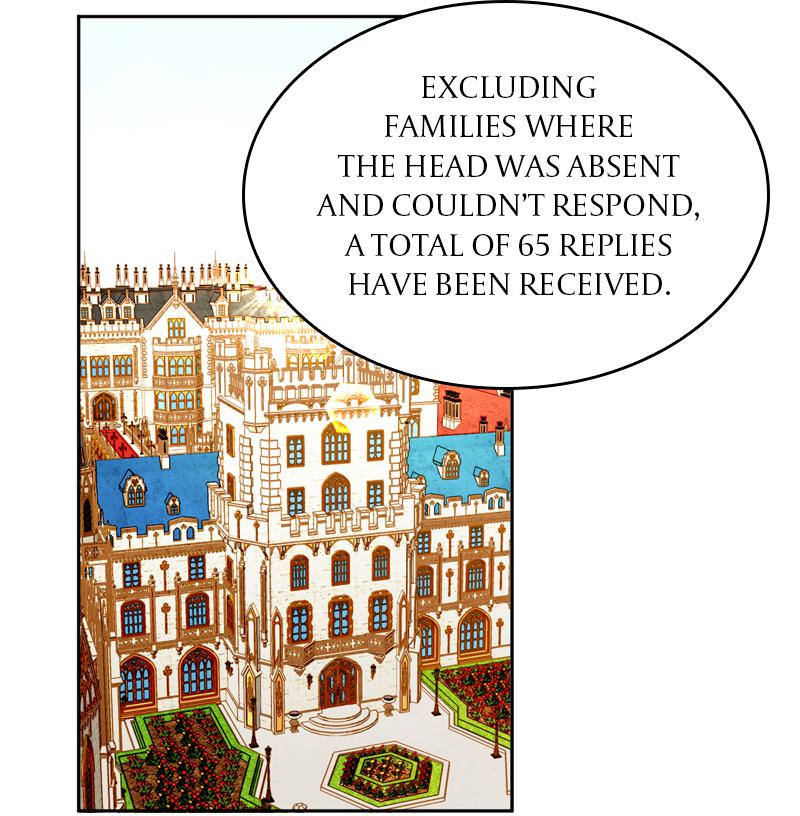 EXCLUDING
FAMILIES WHERE
THE HEAD WAS ABSENT
AND COULDN'T RESPOND,
A TOTAL OF 65 REPLIES
HAVE BEEN RECEIVED.